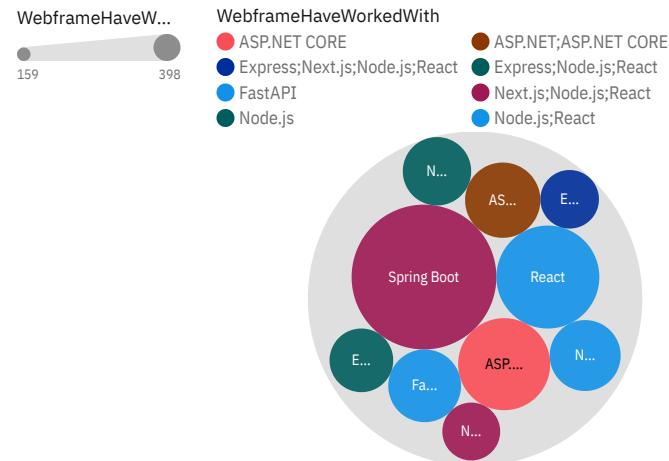 WebframeHaveW...
159
398
WebframeHaveWorkedWith
ASP.NET CORE
ASP.NET;ASP.NET CORE
Express;Next.js;Node.js;React
Express;Node.js;React
FastAPI
Next.js;Node.js;React
Node.js
Node.js;React
N...
AS...
E...
Spring Boot
React
E...
Fa...
ASP....
N...
N...